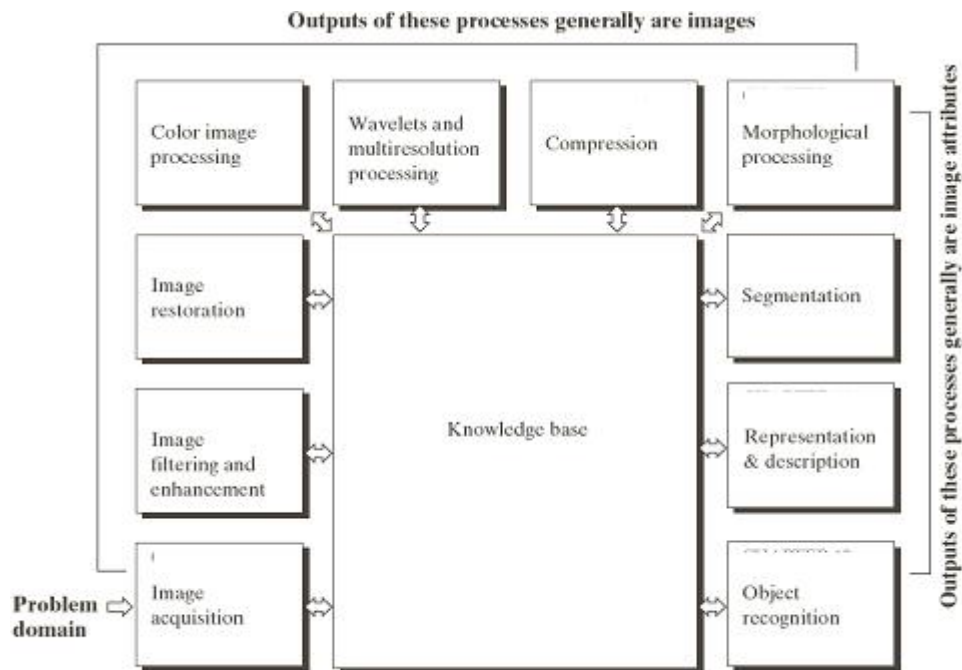 Outputs of these processes generally are images
Color image
processing
Wavelets and
multiresolution
processing
Compression
Morphological
processing
Image
restoration
Segmentation
Image
filtering and
enhancement
Knowledge base
Representation
& description
Problem
domain
Image
acquisition
Object
recognition
Outputs of these processes generally are image attributes